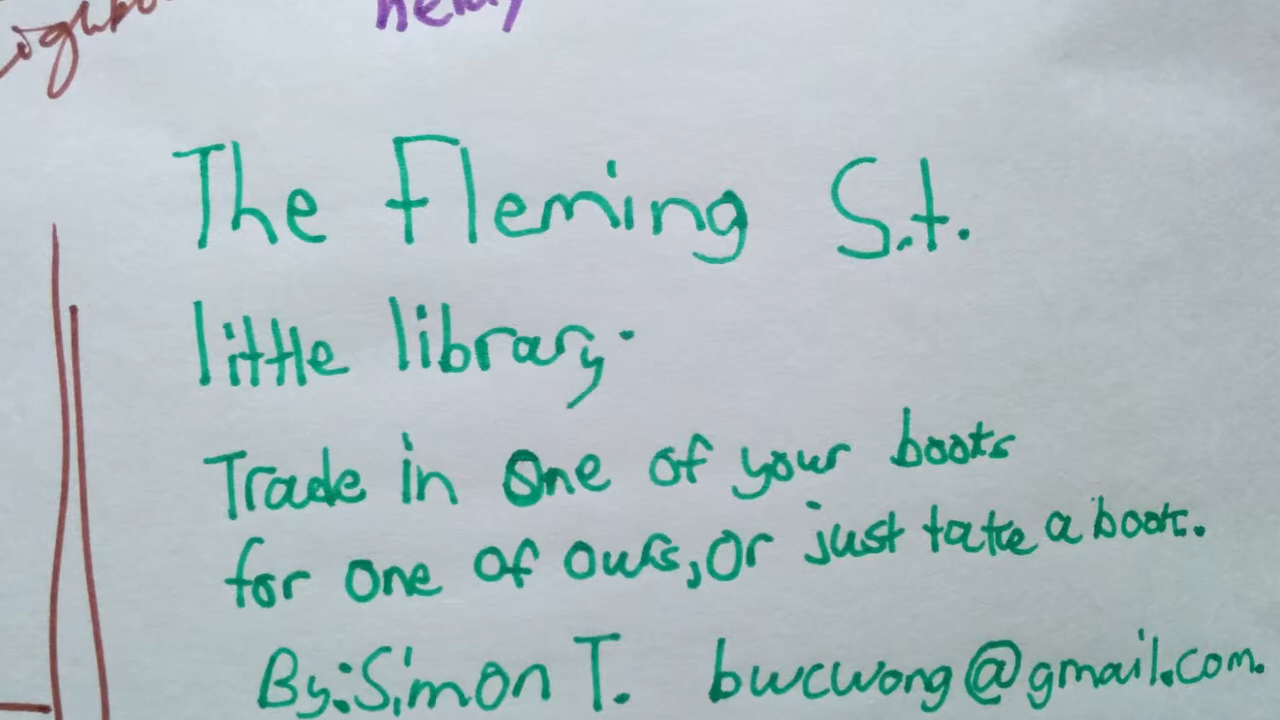 The Fleming S.t.
little library.
Trade in one of your books
for one of ours, Or just take a book.
By: Simon T. bwcwong@gmail.com.